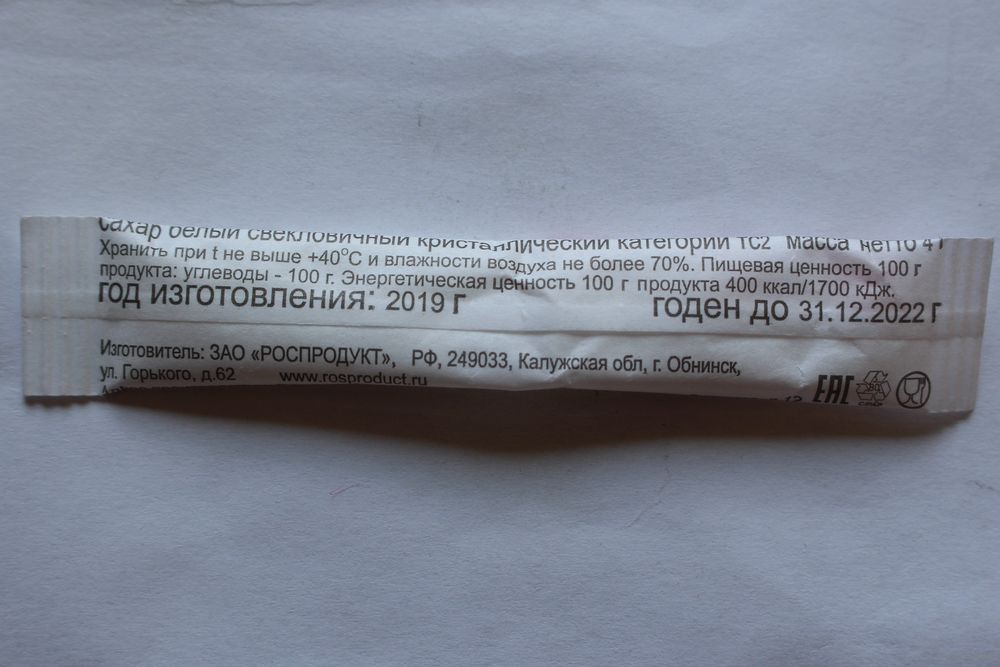 сахар белый свекловичный кристаллический категории ТС2 масса нетто 4 г
Хранить при t не выше +40°С и влажности воздуха не более 70%. Пищевая ценность 100 г
продукта: углеводы - 100 г. Энергетическая ценность 100 г продукта 400 ккал/1700 кДж.
год изготовления: 2019 г годен до 31.12.2022 г
Изготовитель: ЗАО «РОСПРОДУКТ», РФ, 249033, Калужская обл, г. Обнинск,
ул. Горького, д.62 www.rosproduct.ru
EAC